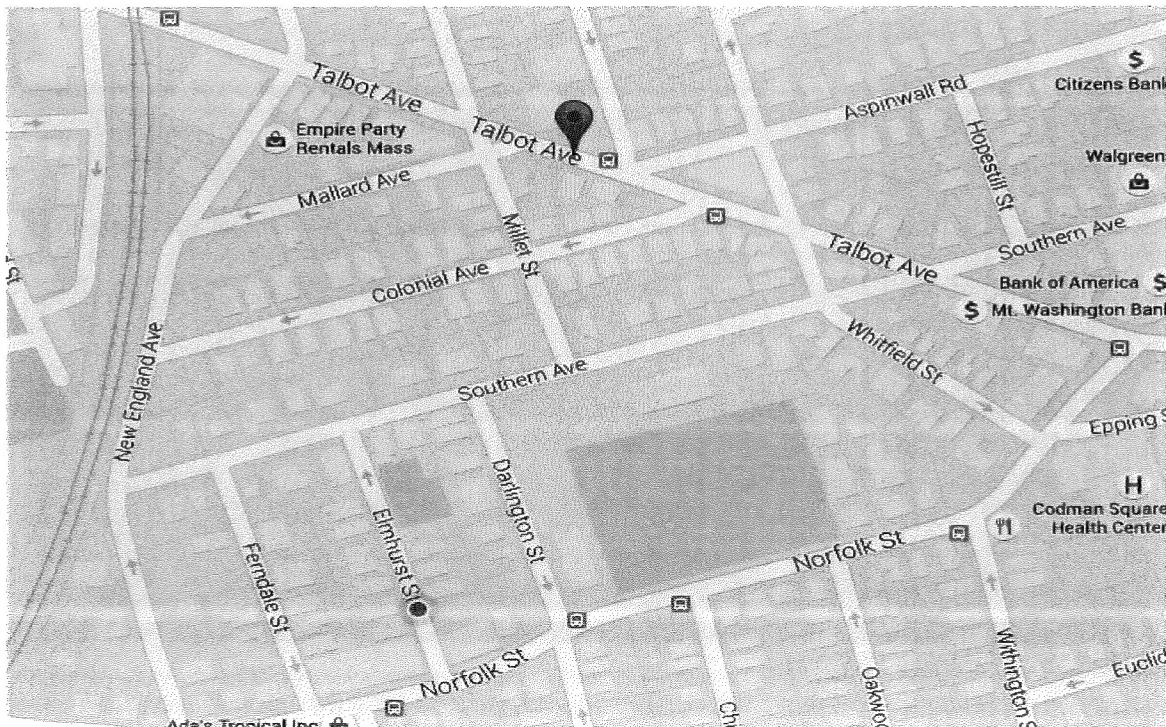 Talbot Ave
Citizens Bank
Aspinwall Rd
Empire Party
Rentals Mass
Talbot Ave
Hopestill St
Walgreens
Mallard Ave
Millet St
Southern Ave
Talbot Ave
Colonial Ave
Bank of America
$ Mt. Washington Bank
St
New England Ave
Whitfield St
Southern Ave
Epping S
Darlington St
H
Codman Square
Health Center
Elmhurst St
Norfolk St
Ferndale St
Withington S
Norfolk St
Oakwoo
Euclid
Ch
Ada's Tropical Inc